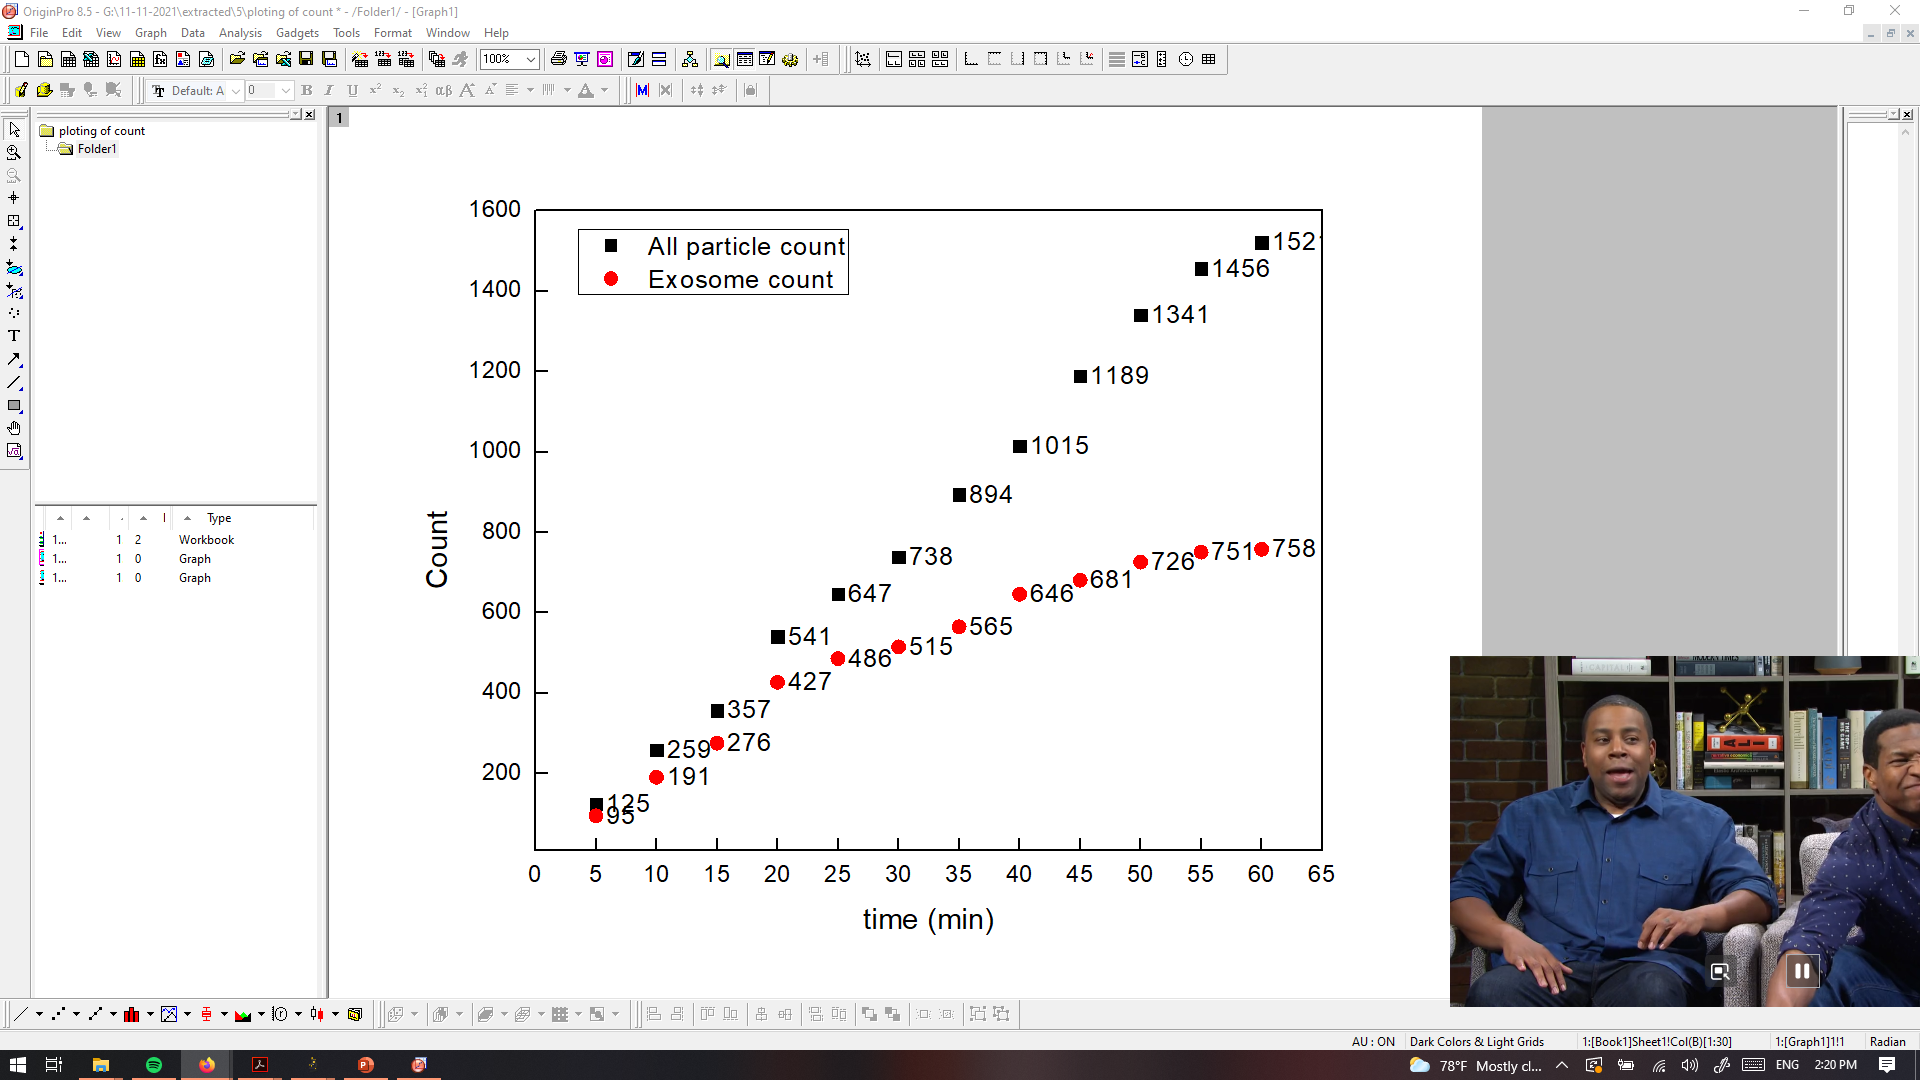 OriginPro 8.5 - G:\11-11-2021\extracted\5\ploting of count * - /Folder1/ - [Graph1]
File Edit View Graph Data Analysis Gadgets Tools Format Window Help
100%
Default: A 0 B I U
1
ploting of count
Folder1
Type
1... 1 2 Workbook
1... 1 0 Graph
1... 1 0 Graph
All particle count
Exosome count
1600
1400
1200
1000
800
600
400
200
Count
125
259
357
541
647
738
894
1015
1189
1341
1456
152
95
191
276
427
486
515
565
646
681
726
751
758
0 5 10 15 20 25 30 35 40 45 50 55 60 65
time (min)
CAPITAL
ALI
AU : ON Dark Colors & Light Grids 1:[Book1]Sheet1!Col(B)[1:30] 1:[Graph1]1!1 Radian
78°F Mostly cl... ENG 2:20 PM